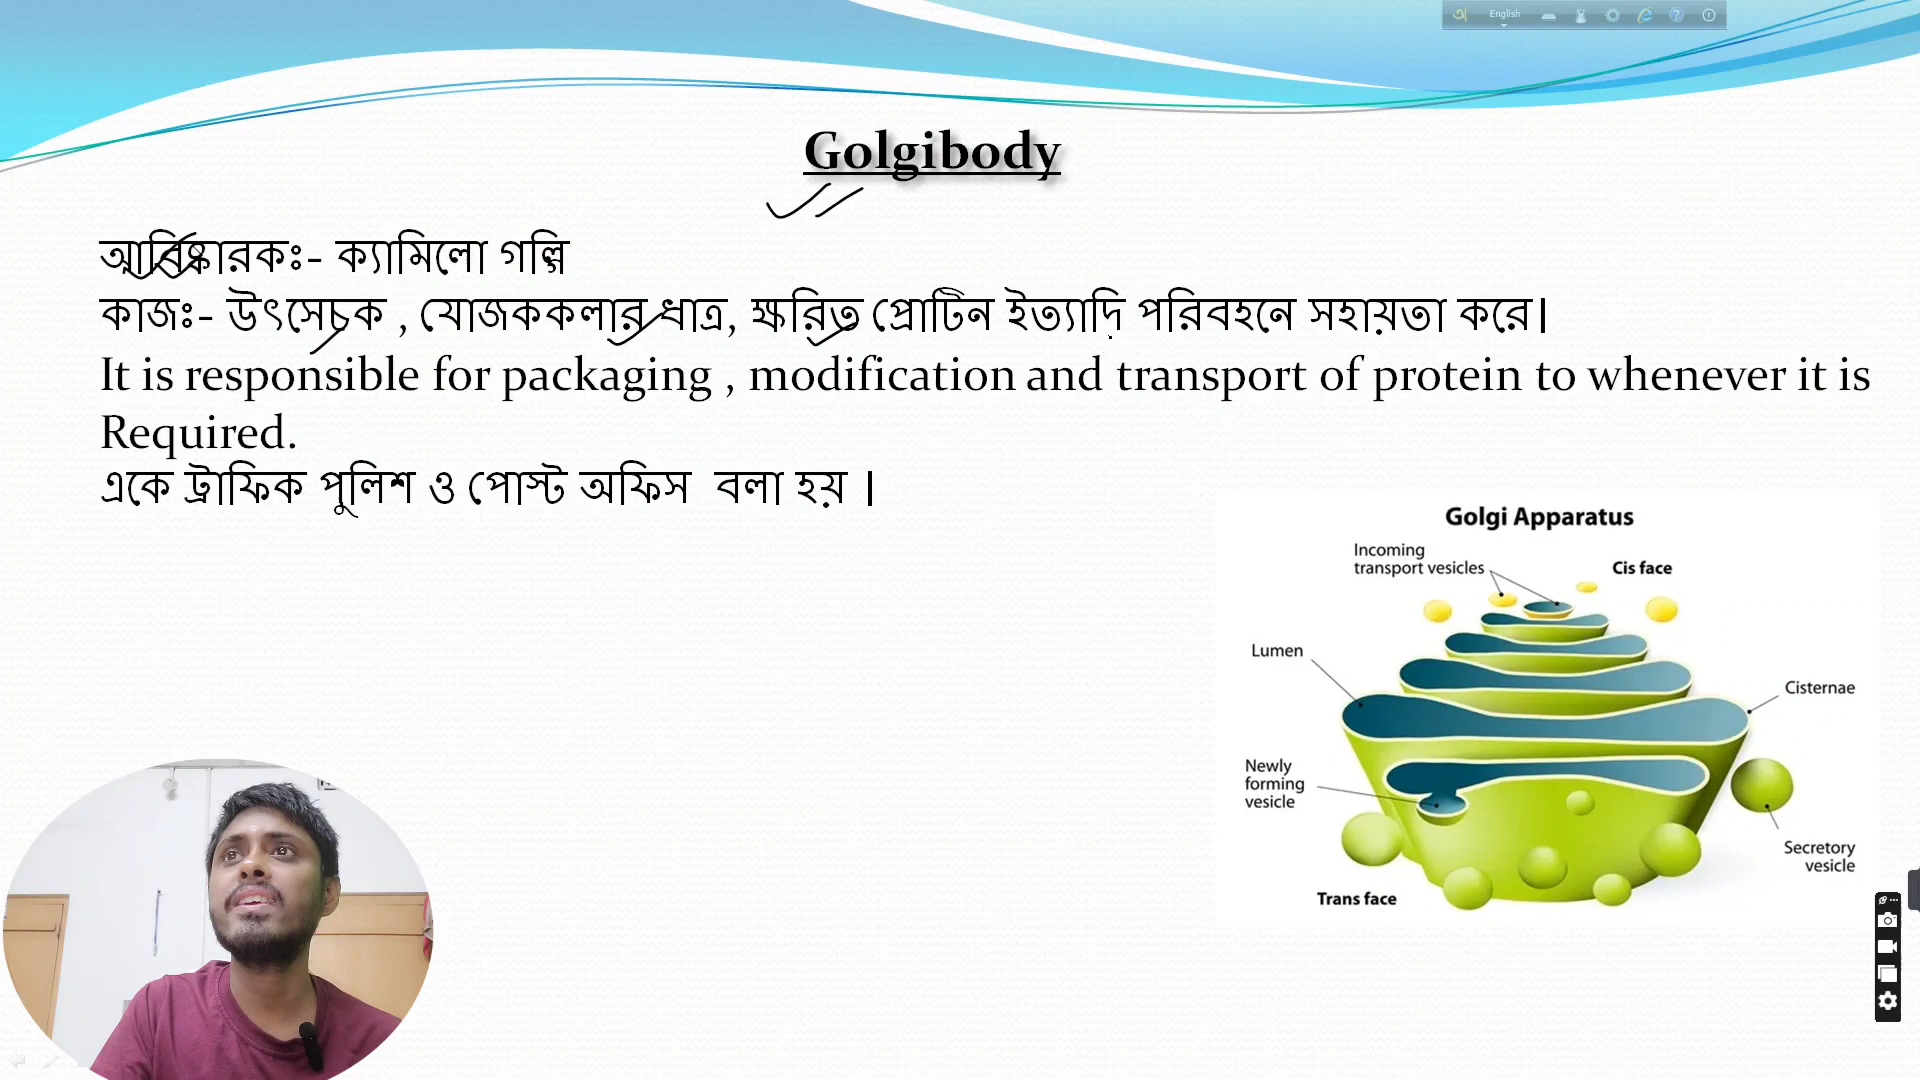 English
Golgibody
আবিষ্কারকঃ- ক্যামিলো গল্গি
কাজঃ- উৎসেচক , যোজককলার ধাত্র, ক্ষরিত প্রোটিন ইত্যাদি পরিবহনে সহায়তা করে।
It is responsible for packaging , modification and transport of protein to whenever it is
Required.
একে ট্রাফিক পুলিশ ও পোস্ট অফিস বলা হয় ।
Golgi Apparatus
Incoming
transport vesicles
Cis face
Lumen
Cisternae
Newly
forming
vesicle
Secretory
vesicle
Trans face